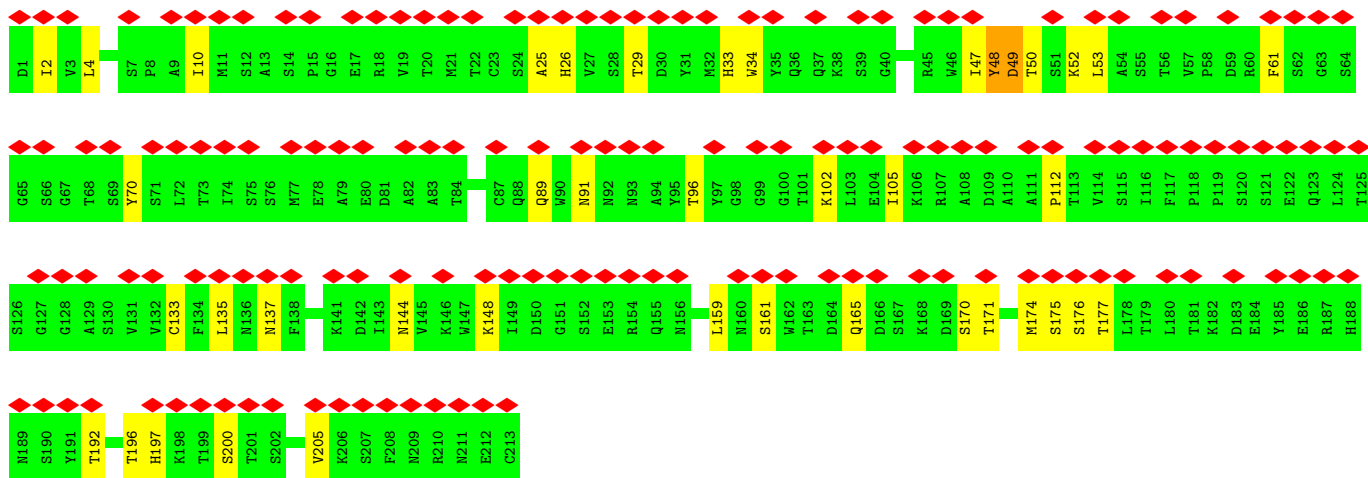 D1 I2 V3 L4 S7 P8 A9 I10 M11 S12 A13 S14 P15 G16 E17 R18 V19 T20 M21 T22 C23 S24 A25 H26 V27 S28 T29 D30 Y31 M32 H33 W34 Y35 Q36 Q37 K38 S39 G40 R45 W46 I47 Y48 D49 T50 S51 K52 L53 A54 S55 T56 V57 P58 D59 R60 F61 S62 G63 S64
G65 S66 G67 T68 S69 Y70 S71 L72 T73 I74 S75 S76 M77 E78 A79 E80 D81 A82 A83 T84 C87 Q88 Q89 W90 N91 N92 N93 A94 Y95 T96 Y97 G98 G99 G100 T101 K102 L103 E104 I105 K106 R107 A108 D109 A110 A111 P112 T113 V114 S115 I116 F117 P118 P119 S120 S121 E122 Q123 L124 T125
S126 G127 G128 A129 S130 V131 V132 C133 F134 L135 N136 N137 F138 K141 D142 I143 N144 V145 K146 W147 K148 I149 D150 G151 S152 E153 R154 Q155 N156 L159 N160 S161 W162 T163 D164 Q165 D166 S167 K168 D169 S170 T171 M174 S175 S176 T177 L178 T179 L180 T181 K182 D183 E184 Y185 E186 R187 H188
N189 S190 Y191 T192 T196 H197 K198 T199 S200 T201 S202 V205 K206 S207 F208 N209 R210 N211 E212 C213